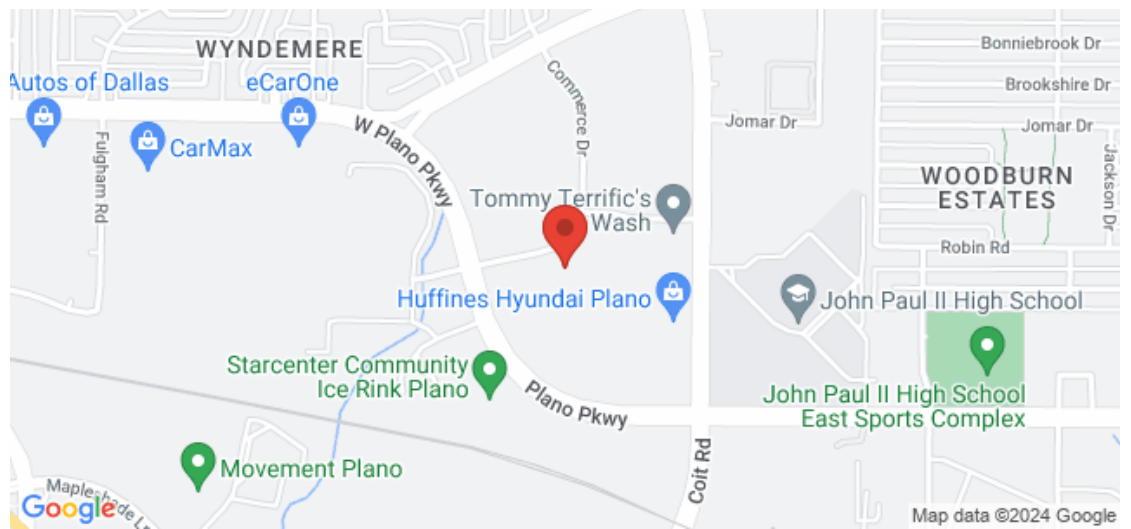 WYNDEMERE
Autos of Dallas
eCarOne
CarMax
Fulgham Rd
W Plano Pkwy
Commerce Dr
Bonniebrook Dr
Brookshire Dr
Jomar Dr
Jomar Dr
Jackson Dr
WOODBURN
ESTATES
Robin Rd
Tommy Terrific's
Wash
Huffines Hyundai Plano
John Paul II High School
Starcenter Community
Ice Rink Plano
Plano Pkwy
John Paul II High School
East Sports Complex
Coit Rd
Movement Plano
Mapleshade Ln
Google
Map data ©2024 Google